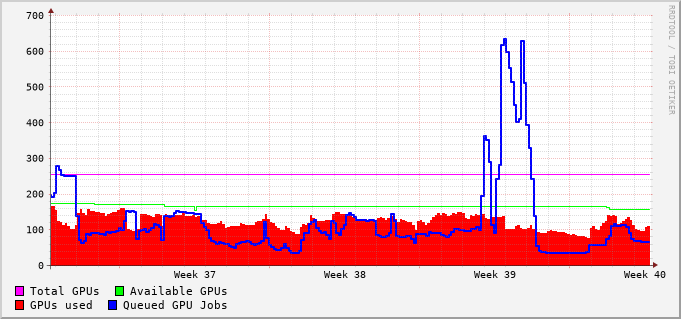 RRDTOOL / TOBI OETIKER
700
600
500
400
300
200
100
0
Week 37 Week 38 Week 39 Week 40
Total GPUs Available GPUs
GPUs used Queued GPU Jobs